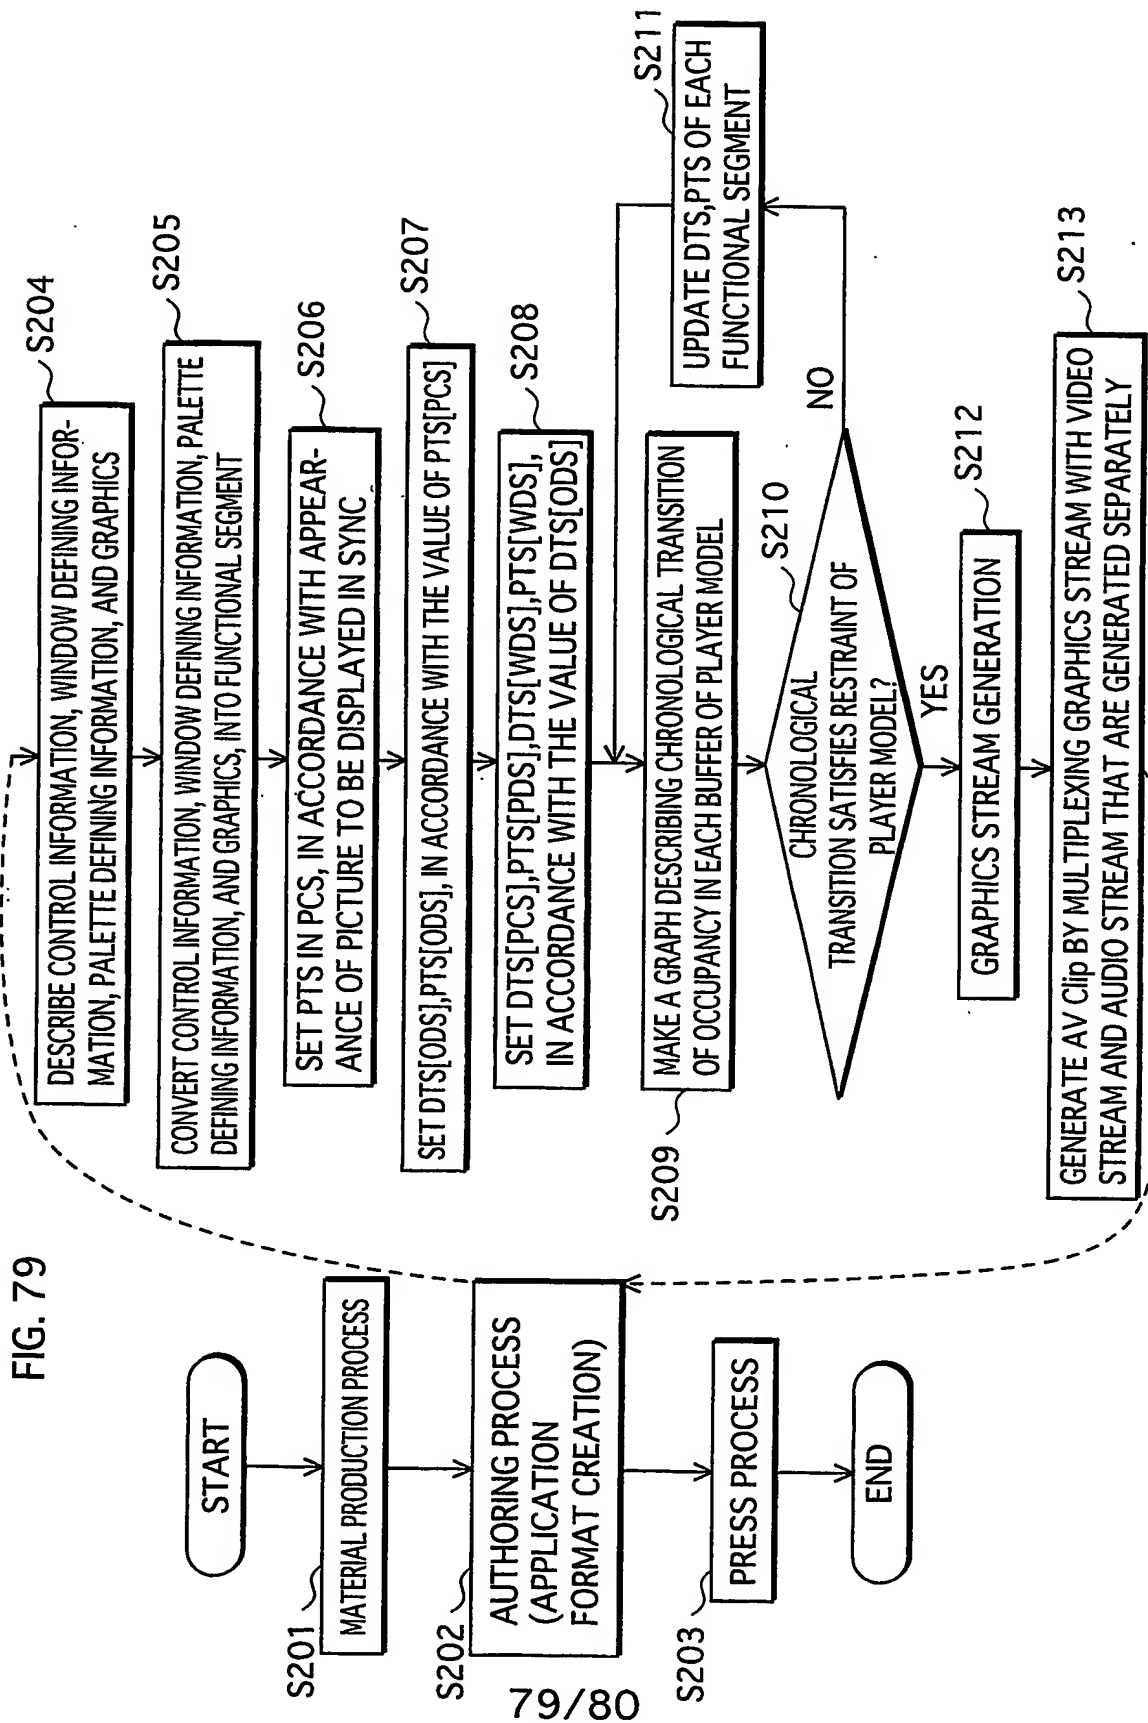 FIG. 79
START
S201
MATERIAL PRODUCTION PROCESS
S202
AUTHORING PROCESS
(APPLICATION
FORMAT CREATION)
S203
PRESS PROCESS
END
S204
DESCRIBE CONTROL INFORMATION, WINDOW DEFINING INFOR-
MATION, PALETTE DEFINING INFORMATION, AND GRAPHICS
S205
CONVERT CONTROL INFORMATION, WINDOW DEFINING INFORMATION, PALETTE
DEFINING INFORMATION, AND GRAPHICS, INTO FUNCTIONAL SEGMENT
S206
SET PTS IN PCS, IN ACCORDANCE WITH APPEAR-
ANCE OF PICTURE TO BE DISPLAYED IN SYNC
S207
SET DTS[ODS],PTS[ODS], IN ACCORDANCE WITH THE VALUE OF PTS[PCS]
S208
SET DTS[PCS],PTS[PDS],DTS[WDS],PTS[WDS],
IN ACCORDANCE WITH THE VALUE OF DTS[ODS]
S209
MAKE A GRAPH DESCRIBING CHRONOLOGICAL TRANSITION
OF OCCUPANCY IN EACH BUFFER OF PLAYER MODEL
S210
CHRONOLOGICAL
TRANSITION SATISFIES RESTRAINT OF
PLAYER MODEL?
NO
S211
UPDATE DTS,PTS OF EACH
FUNCTIONAL SEGMENT
YES
S212
GRAPHICS STREAM GENERATION
S213
GENERATE AV Clip BY MULTIPLEXING GRAPHICS STREAM WITH VIDEO
STREAM AND AUDIO STREAM THAT ARE GENERATED SEPARATELY
79/80